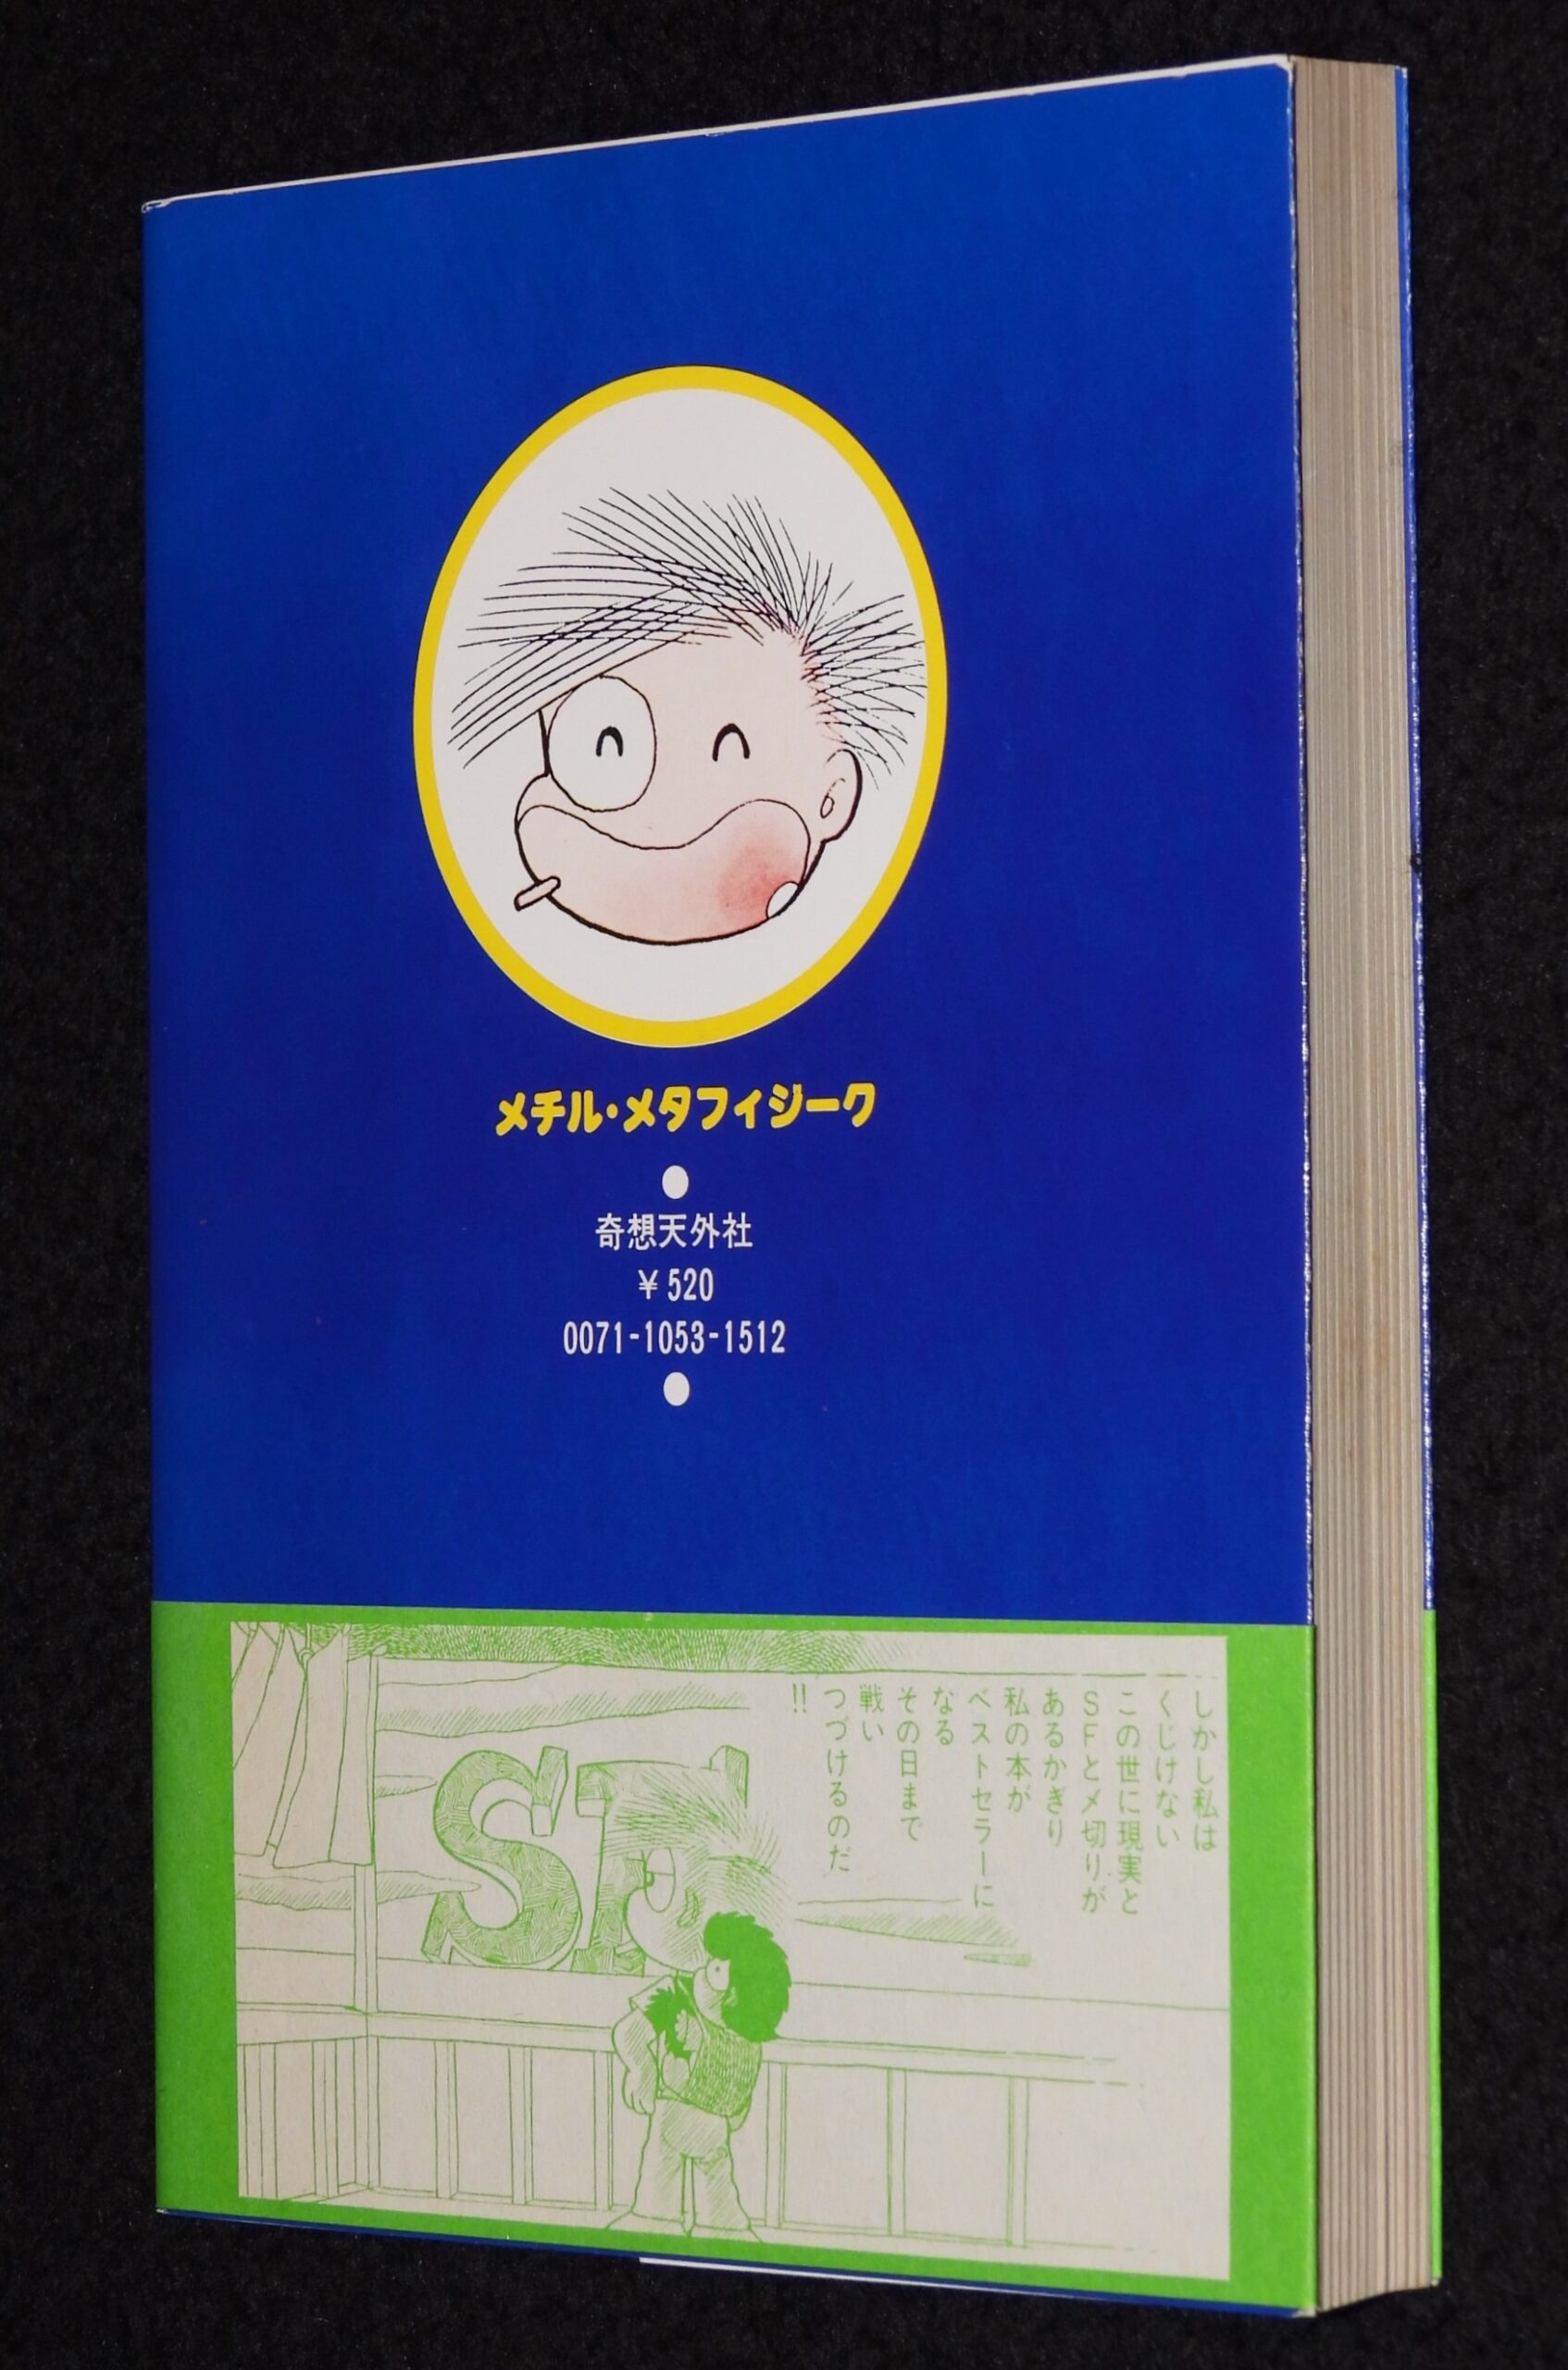 メチル・メタフィジーク
奇想天外社
¥520
0071-1053-1512
しかし私は
くじけない
この世に現実と
SFと〆切りが
あるかぎり
私の本が
ベストセラーに
なる
その日まで
戦い
つづけるのだ
!!